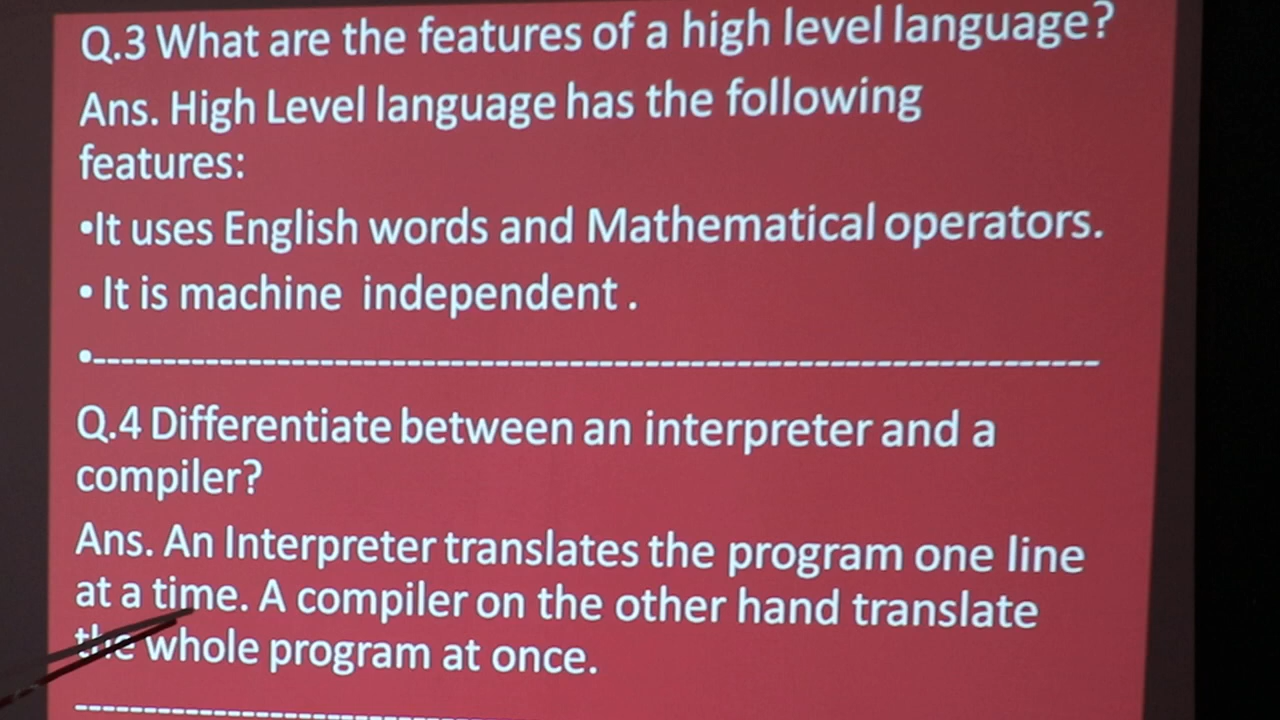 Q.3 What are the features of a high level language?
Ans. High Level language has the following
features:
•It uses English words and Mathematical operators.
• It is machine  independent .
•------------------------------------------------------------------------
Q.4 Differentiate between an interpreter and a
compiler?
Ans. An Interpreter translates the program one line
at a time. A compiler on the other hand translate
the whole program at once.
--------------------------------